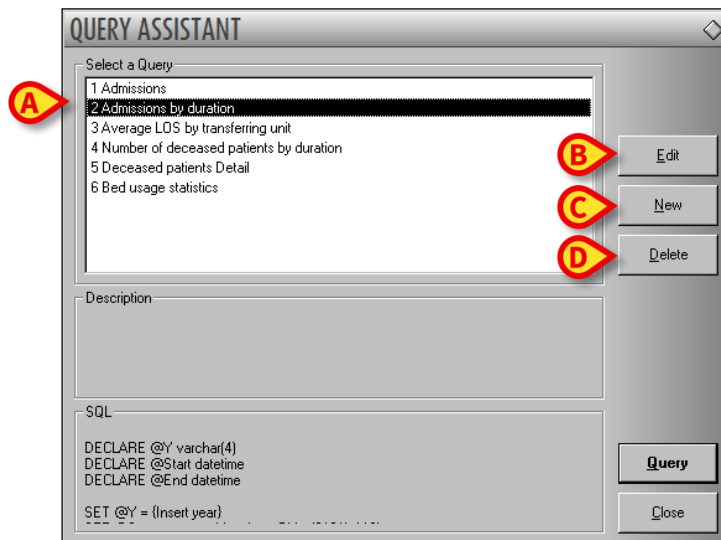 QUERY ASSISTANT
Select a Query
A
1 Admissions
2 Admissions by duration
3 Average LOS by transferring unit
4 Number of deceased patients by duration
5 Deceased patients Detail
6 Bed usage statistics
B
Edit
C
New
D
Delete
Description
SQL
DECLARE @Y varchar(4)
DECLARE @Start datetime
DECLARE @End datetime
SET @Y = {Insert year}
Query
Close